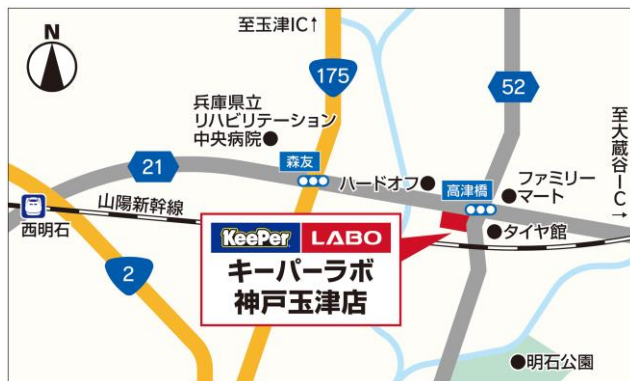 N
至玉津IC↑
175
52
兵庫県立
リハビリテーション
中央病院
森友
21
ハードオフ
高津橋
ファミリー
マート
至大蔵谷IC→
山陽新幹線
西明石
タイヤ館
KeePer LABO
キーパーラボ
神戸玉津店
2
明石公園